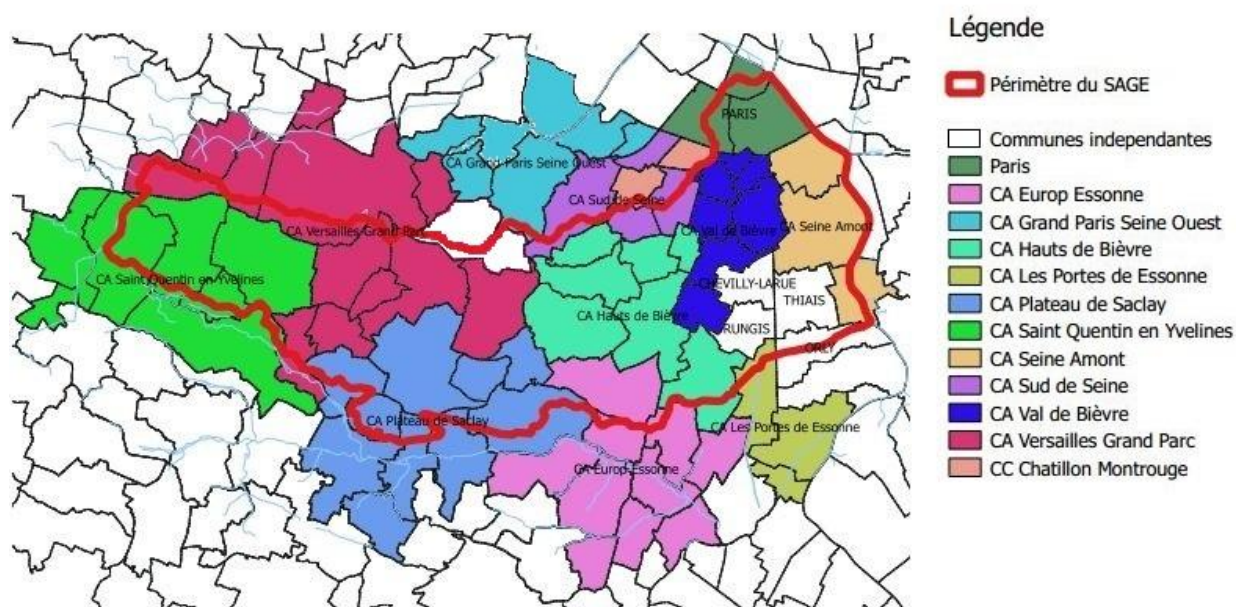 Légende
Périmètre du SAGE
Communes independantes
Paris
CA Europ Essonne
CA Grand Paris Seine Ouest
CA Hauts de Bièvre
CA Les Portes de Essonne
CA Plateau de Saclay
CA Saint Quentin en Yvelines
CA Seine Amont
CA Sud de Seine
CA Val de Bièvre
CA Versailles Grand Parc
CC Chatillon Montrouge
PARIS
CA Grand Paris Seine Ouest
CA Sud de Seine
CA Versailles Grand Parc
CA Val de Bièvre
CA Seine Amont
CA Saint Quentin en Yvelines
CHEVILLY-LARUE
THIAIS
CA Hauts de Bièvre
RUNGIS
ORLY
CA Plateau de Saclay
CA Les Portes de Essonne
CA Europ Essonne